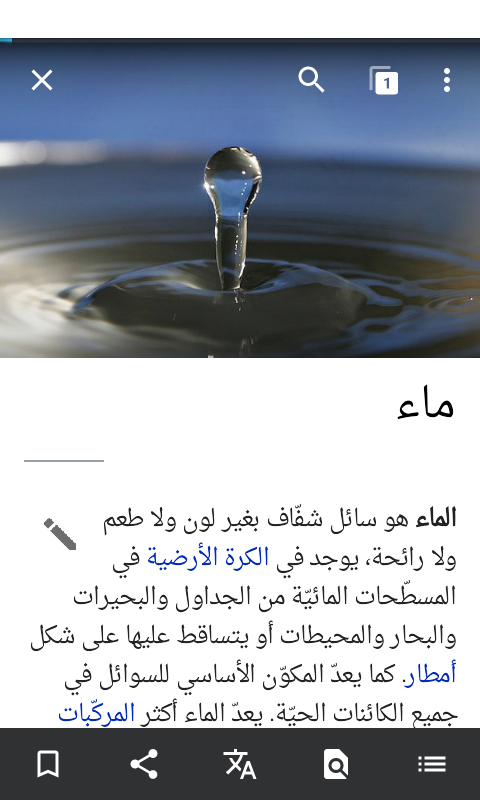 1
ماء
الماء هو سائل شفّاف بغير لون ولا طعم
ولا رائحة، يوجد في الكرة الأرضية في
المسطّحات المائيّة من الجداول والبحيرات
والبحار والمحيطات أو يتساقط عليها على شكل
أمطار. كما يعدّ المكوّن الأساسي للسوائل في
جميع الكائنات الحيّة. يعدّ الماء أكثر المركّبات